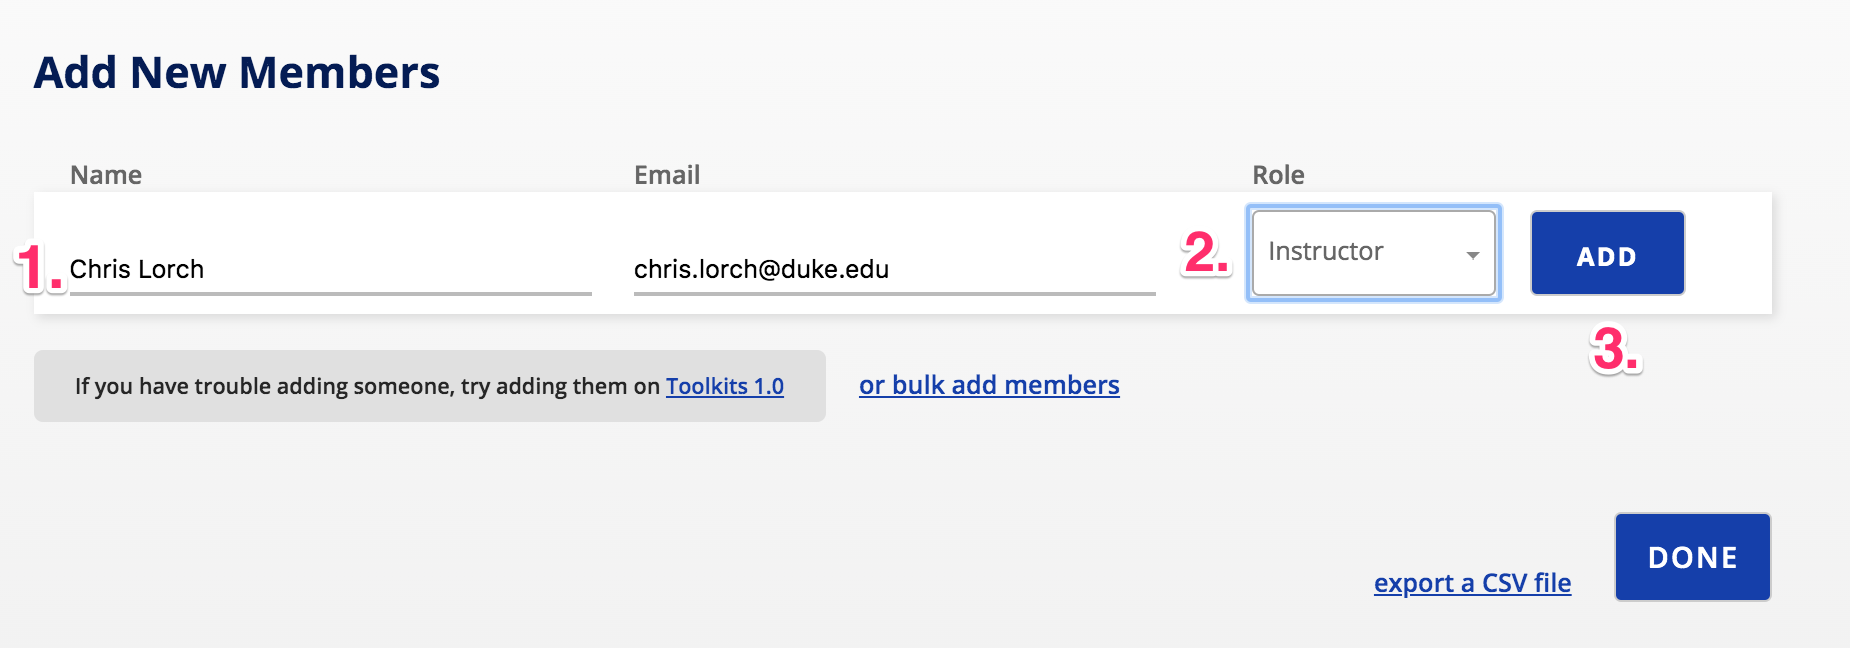 Add New Members
Name Email Role
1. Chris Lorch chris.lorch@duke.edu 2. Instructor ADD
3.
If you have trouble adding someone, try adding them on Toolkits 1.0 or bulk add members
export a CSV file DONE